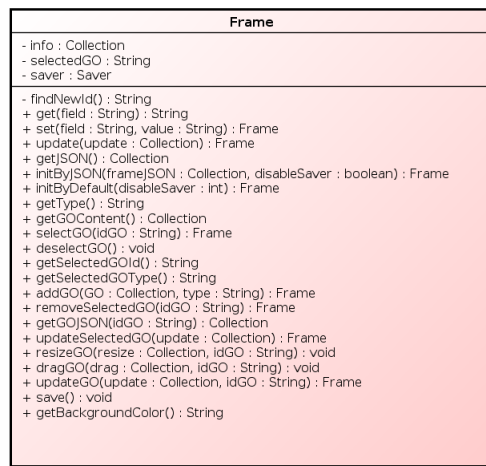 Frame
- info : Collection
- selectedGO : String
- saver : Saver
- findNewId() : String
+ get(field : String) : String
+ set(field : String, value : String) : Frame
+ update(update : Collection) : Frame
+ getJSON() : Collection
+ initByJSON(frameJSON : Collection, disableSaver : boolean) : Frame
+ initByDefault(disableSaver : int) : Frame
+ getType() : String
+ getGOContent() : Collection
+ selectGO(idGO : String) : Frame
+ deselectGO() : void
+ getSelectedGOId() : String
+ getSelectedGOType() : String
+ addGO(GO : Collection, type : String) : Frame
+ removeSelectedGO(idGO : String) : Frame
+ getGOJSON(idGO : String) : Collection
+ updateSelectedGO(update : Collection) : Frame
+ resizeGO(resize : Collection, idGO : String) : void
+ dragGO(drag : Collection, idGO : String) : void
+ updateGO(update : Collection, idGO : String) : Frame
+ save() : void
+ getBackgroundColor() : String